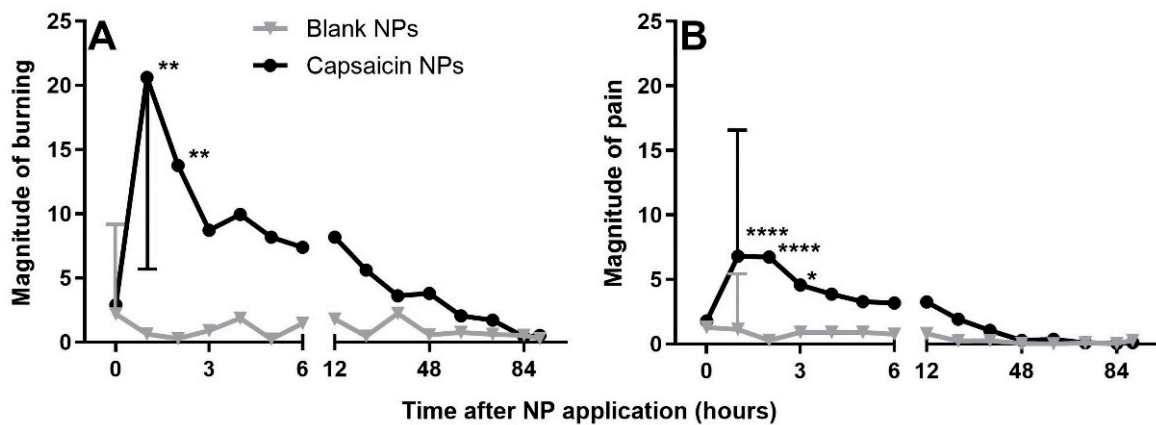 A
Blank NPs
Capsaicin NPs
Magnitude of burning
25
20
15
10
5
0
**
**
0 3 6 12 48 84
B
Magnitude of pain
25
20
15
10
5
0
****
****
*
0 3 6 12 48 84
Time after NP application (hours)